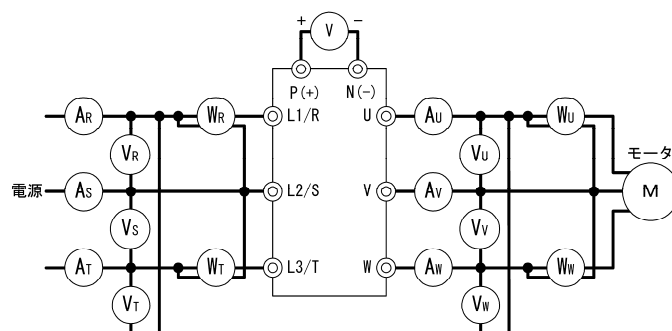 + V −
P(+) N(−)
AR WR L1/R U AU WU
モータ
VR VU
電源 AS L2/S V AV M
VS VV
AT WT L3/T W AW WW
VT VW